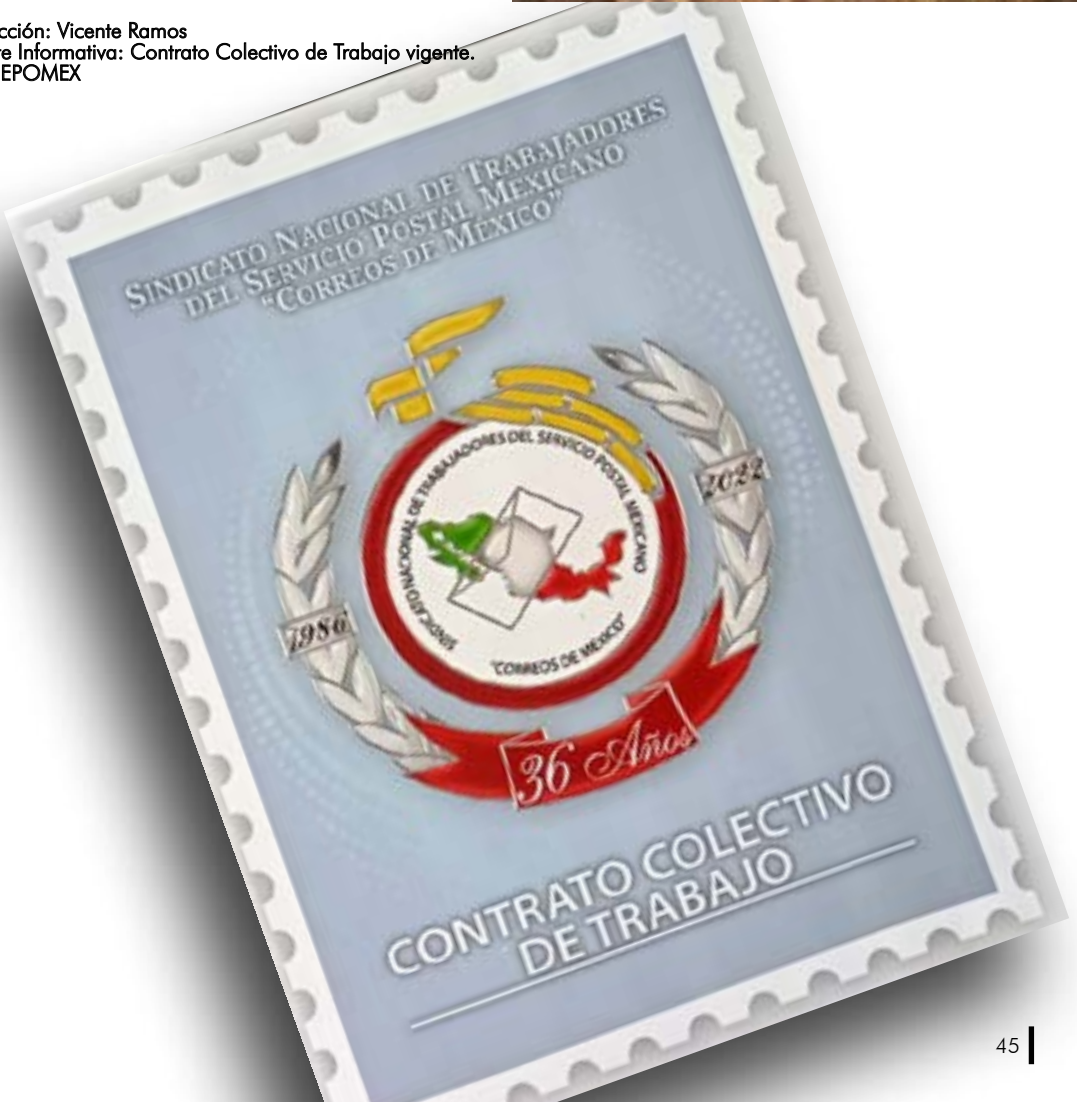 cción: Vicente Ramos
e Informativa: Contrato Colectivo de Trabajo vigente.
EPOMEX
SINDICATO NACIONAL DE TRABAJADORES
DEL SERVICIO POSTAL MEXICANO
"CORREOS DE MÉXICO"
SINDICATO NACIONAL DE TRABAJADORES DEL SERVICIO POSTAL MEXICANO
"CORREOS DE MÉXICO"
1986
2022
36 Años
CONTRATO COLECTIVO
DE TRABAJO
45